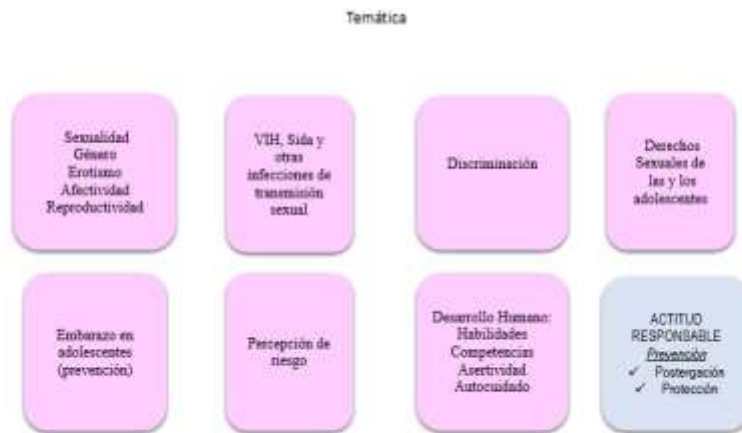 Temática
Sexualidad
Género
Erotismo
Afectividad
Reproductividad
VIH, Sida y
otras
infecciones de
transmisión
sexual
Discriminación
Derechos
Sexuales de
las y los
adolescentes
Embarazo en
adolescentes
(prevención)
Percepción de
riesgo
Desarrollo Humano:
Habilidades
Competencias
Asertividad
Autocuidado
ACTITUD
RESPONSABLE
Prevención
✓ Postergación
✓ Protección